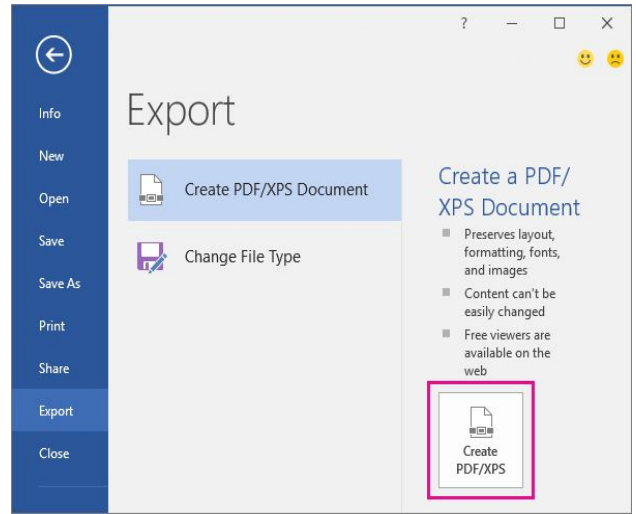 ?
Info
New
Open
Save
Save As
Print
Share
Export
Close
Export
Create PDF/XPS Document
Change File Type
Create a PDF/
XPS Document
Preserves layout,
formatting, fonts,
and images
Content can't be
easily changed
Free viewers are
available on the
web
Create
PDF/XPS